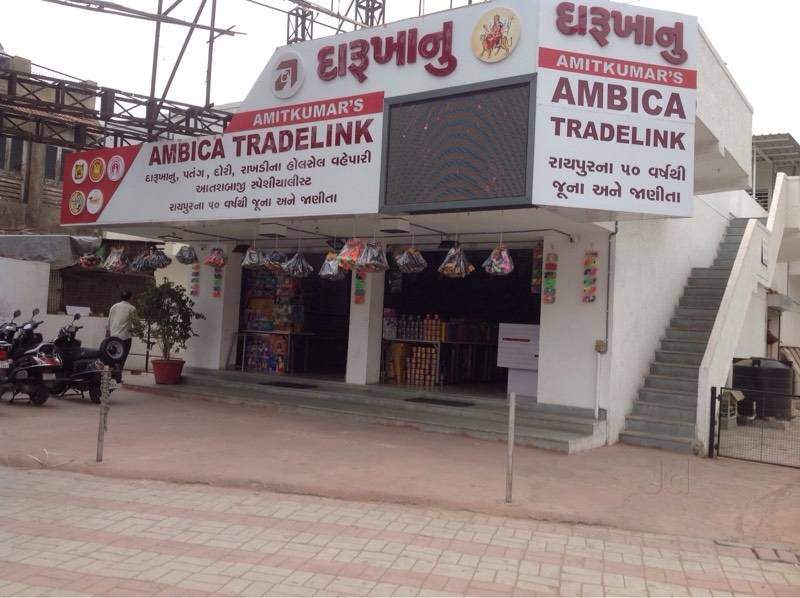 દારૂખાનુ
AMITKUMAR'S
AMBICA TRADELINK
દારૂખાનુ, પતંગ, દોરી, રાખડીના હોલસેલ વહેપારી
આતશબાજી સ્પેશીયાલીસ્ટ
રાયપુરના ૫૦ વર્ષથી જૂના અને જાણીતા
દારૂખાનુ
AMITKUMAR'S
AMBICA
TRADELINK
રાયપુરના ૫૦ વર્ષથી
જૂના અને જાણીતા
Jd